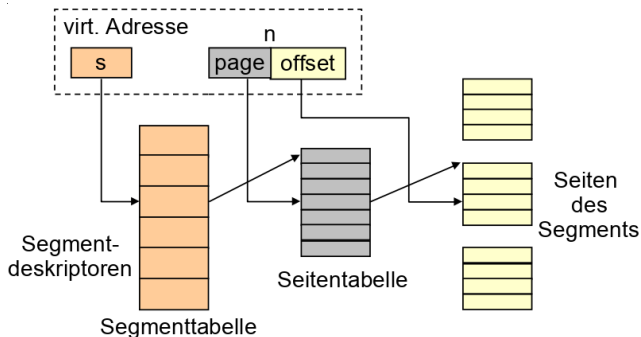 virt. Adresse
n
s
page
offset
Segment-
deskriptoren
Segmenttabelle
Seitentabelle
Seiten
des
Segments